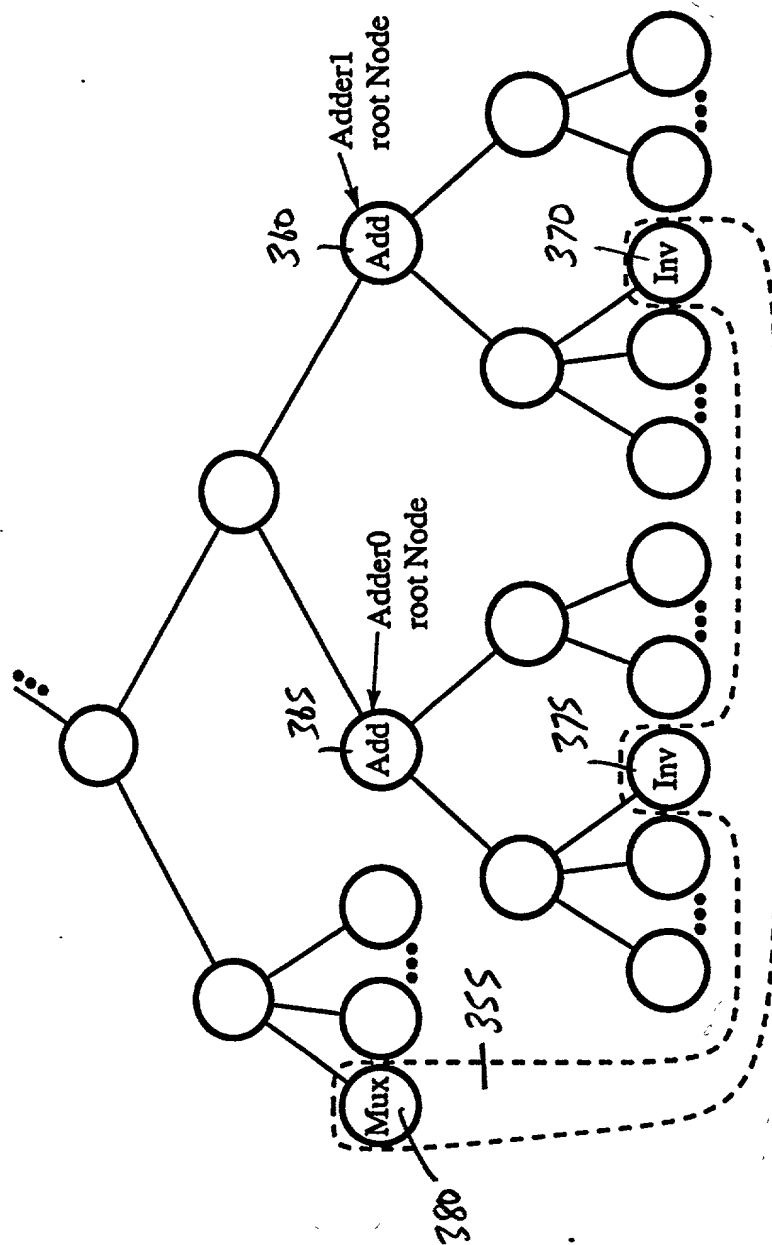 Adder1
root Node
360
Add
Adder0
root Node
365
Add
370
Inv
375
Inv
355
Mux
380